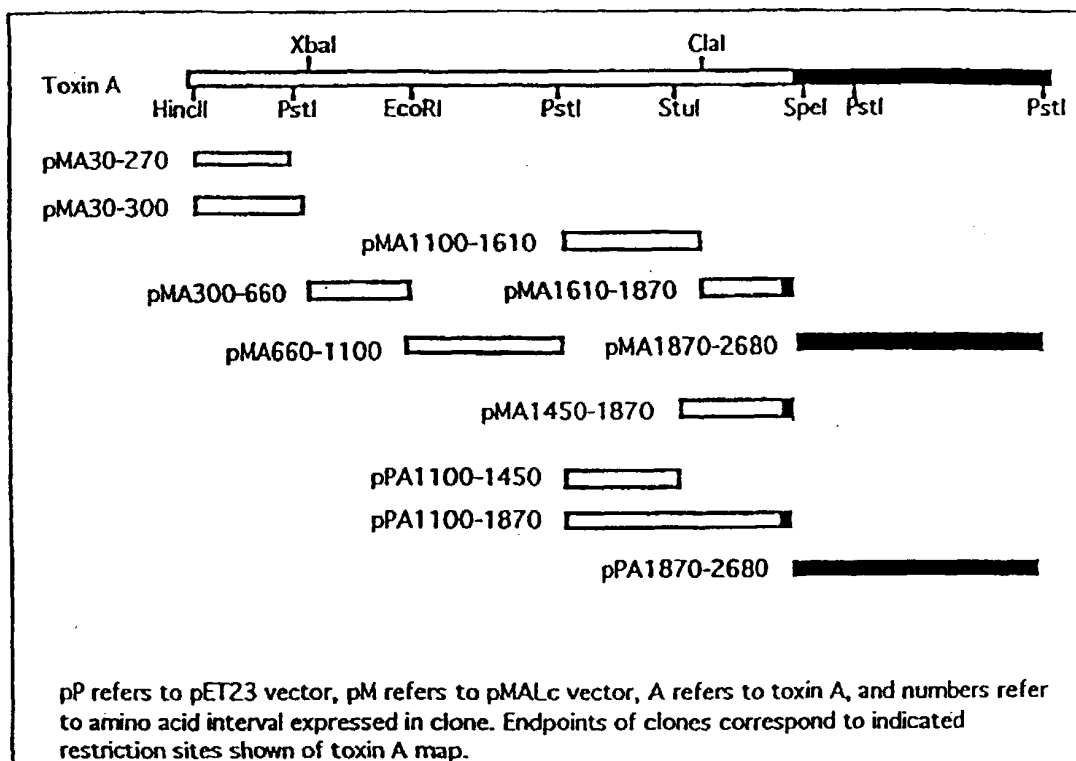 XbaI ClaI
Toxin A
HincII PstI EcoRI PstI StuI SpeI PstI PstI
pMA30-270
pMA30-300
pMA1100-1610
pMA300-660 pMA1610-1870
pMA660-1100 pMA1870-2680
pMA1450-1870
pPA1100-1450
pPA1100-1870
pPA1870-2680
pP refers to pET23 vector, pM refers to pMALc vector, A refers to toxin A, and numbers refer
to amino acid interval expressed in clone. Endpoints of clones correspond to indicated
restriction sites shown of toxin A map.